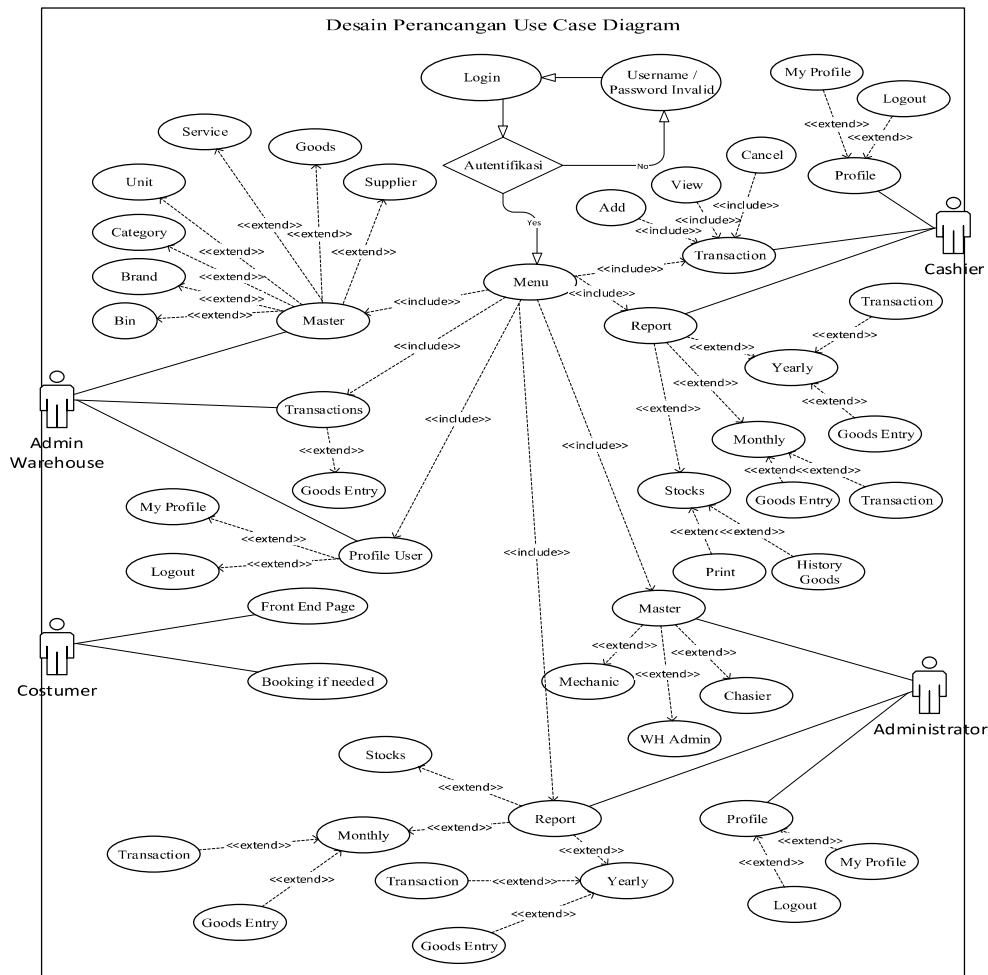 Desain Perancangan Use Case Diagram
Login
Username /
Password Invalid
My Profile
Logout
<<extend>>
<<extend>>
Profile
Service
Goods
Supplier
Unit
Category
Brand
Bin
<<extend>>
<<extend>>
<<extend>>
<<extend>>
<<extend>>
<<extend>>
<<extend>>
Master
Autentifikasi
No
Yes
Cancel
View
Add
<<include>>
<<include>>
<<include>>
Transaction
Cashier
Menu
<<include>>
<<include>>
<<include>>
<<include>>
<<include>>
<<include>>
<<include>>
Report
<<extend>>
<<extend>>
<<extend>>
Transaction
<<extend>>
Yearly
<<extend>>
Goods Entry
Monthly
<<extend>>
<<extend>>
Goods Entry
Transaction
Stocks
<<extend>>
<<extend>>
Print
History
Goods
Admin
Warehouse
Transactions
<<extend>>
Goods Entry
My Profile
<<extend>>
Logout
<<extend>>
Profile User
Front End Page
Costumer
Booking if needed
Master
<<extend>>
<<extend>>
<<extend>>
Mechanic
Chasier
WH Admin
Administrator
Stocks
<<extend>>
Report
<<extend>>
<<extend>>
Monthly
Transaction
<<extend>>
<<extend>>
Goods Entry
Transaction
<<extend>>
Yearly
<<extend>>
Goods Entry
Profile
<<extend>>
My Profile
<<extend>>
Logout